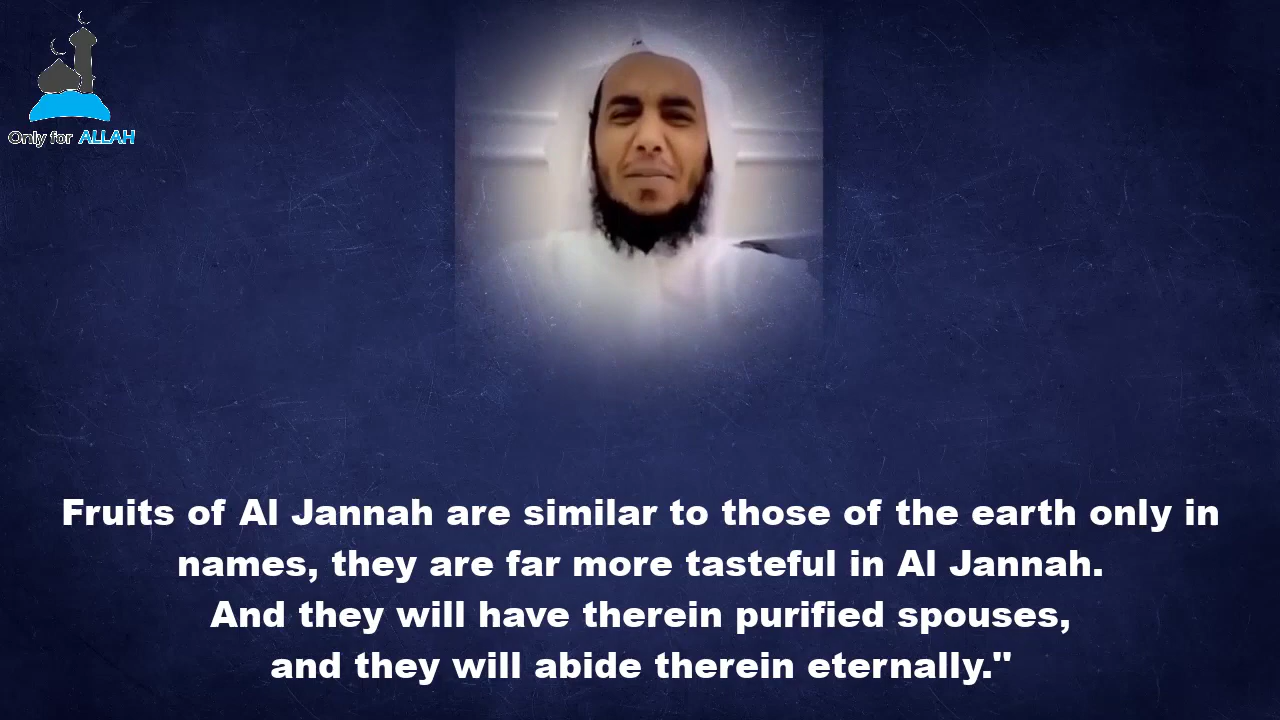 Only for ALLAH
Fruits of Al Jannah are similar to those of the earth only in
names, they are far more tasteful in Al Jannah.
And they will have therein purified spouses,
and they will abide therein eternally."